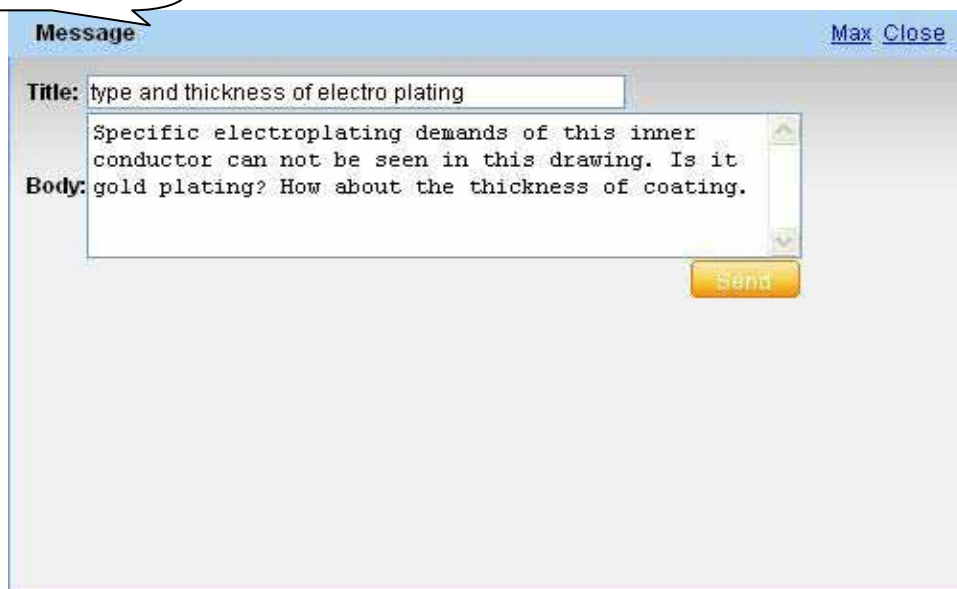 Message Max Close
Title: type and thickness of electro plating
Specific electroplating demands of this inner
conductor can not be seen in this drawing. Is it
Body: gold plating? How about the thickness of coating.
Send